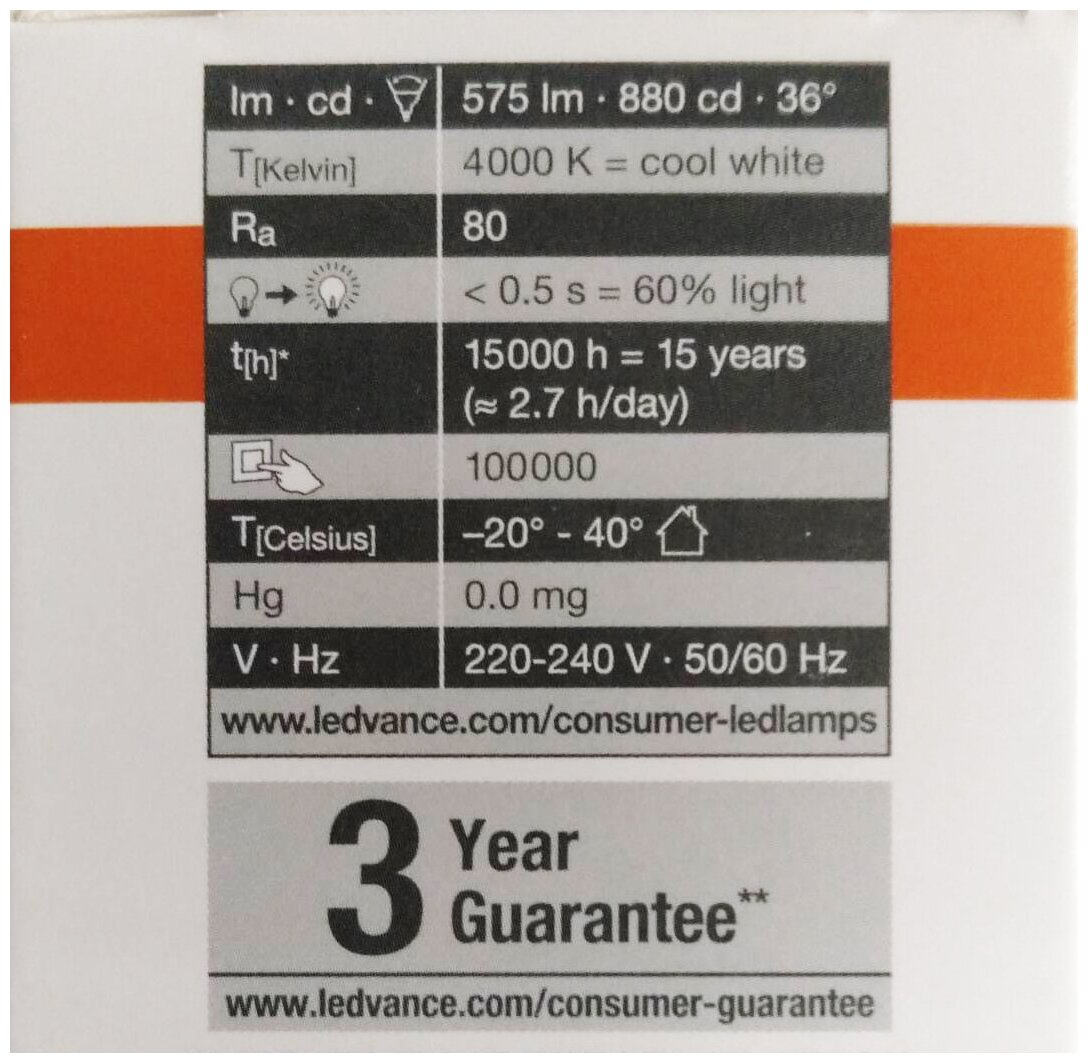 lm · cd · 575 lm · 880 cd · 36°
T[Kelvin] 4000 K = cool white
Ra 80
< 0.5 s = 60% light
t[h]* 15000 h = 15 years
(≈ 2.7 h/day)
100000
T[Celsius] –20° - 40°
Hg 0.0 mg
V · Hz 220-240 V · 50/60 Hz
www.ledvance.com/consumer-ledlamps
3 Year
Guarantee**
www.ledvance.com/consumer-guarantee